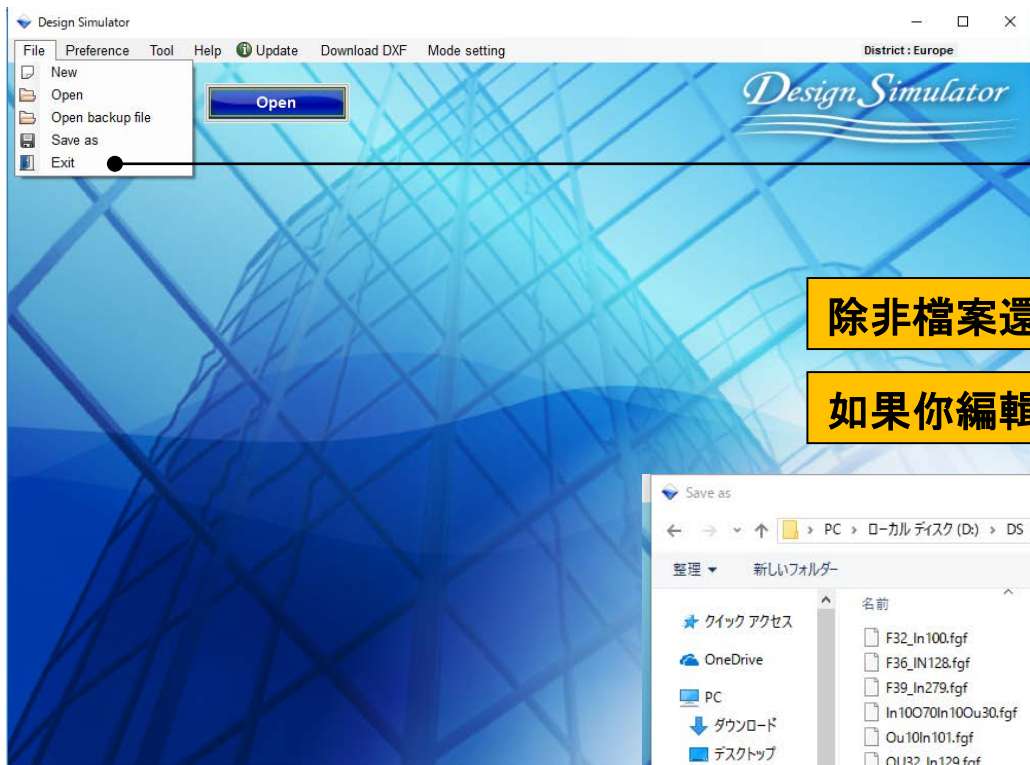 Design Simulator
File Preference Tool Help Update Download DXF Mode setting District : Europe
New
Open
Open backup file
Save as
Exit
Open
Design Simulator
除非檔案還
如果你編輯
Save as
PC › ローカル ディスク (D:) › DS
整理 新しいフォルダー
名前
クイック アクセス
OneDrive
PC
ダウンロード
デスクトップ
F32_In100.fgf
F36_IN128.fgf
F39_In279.fgf
In10O70In10Ou30.fgf
Ou10In101.fgf
OU32_In129.fgf